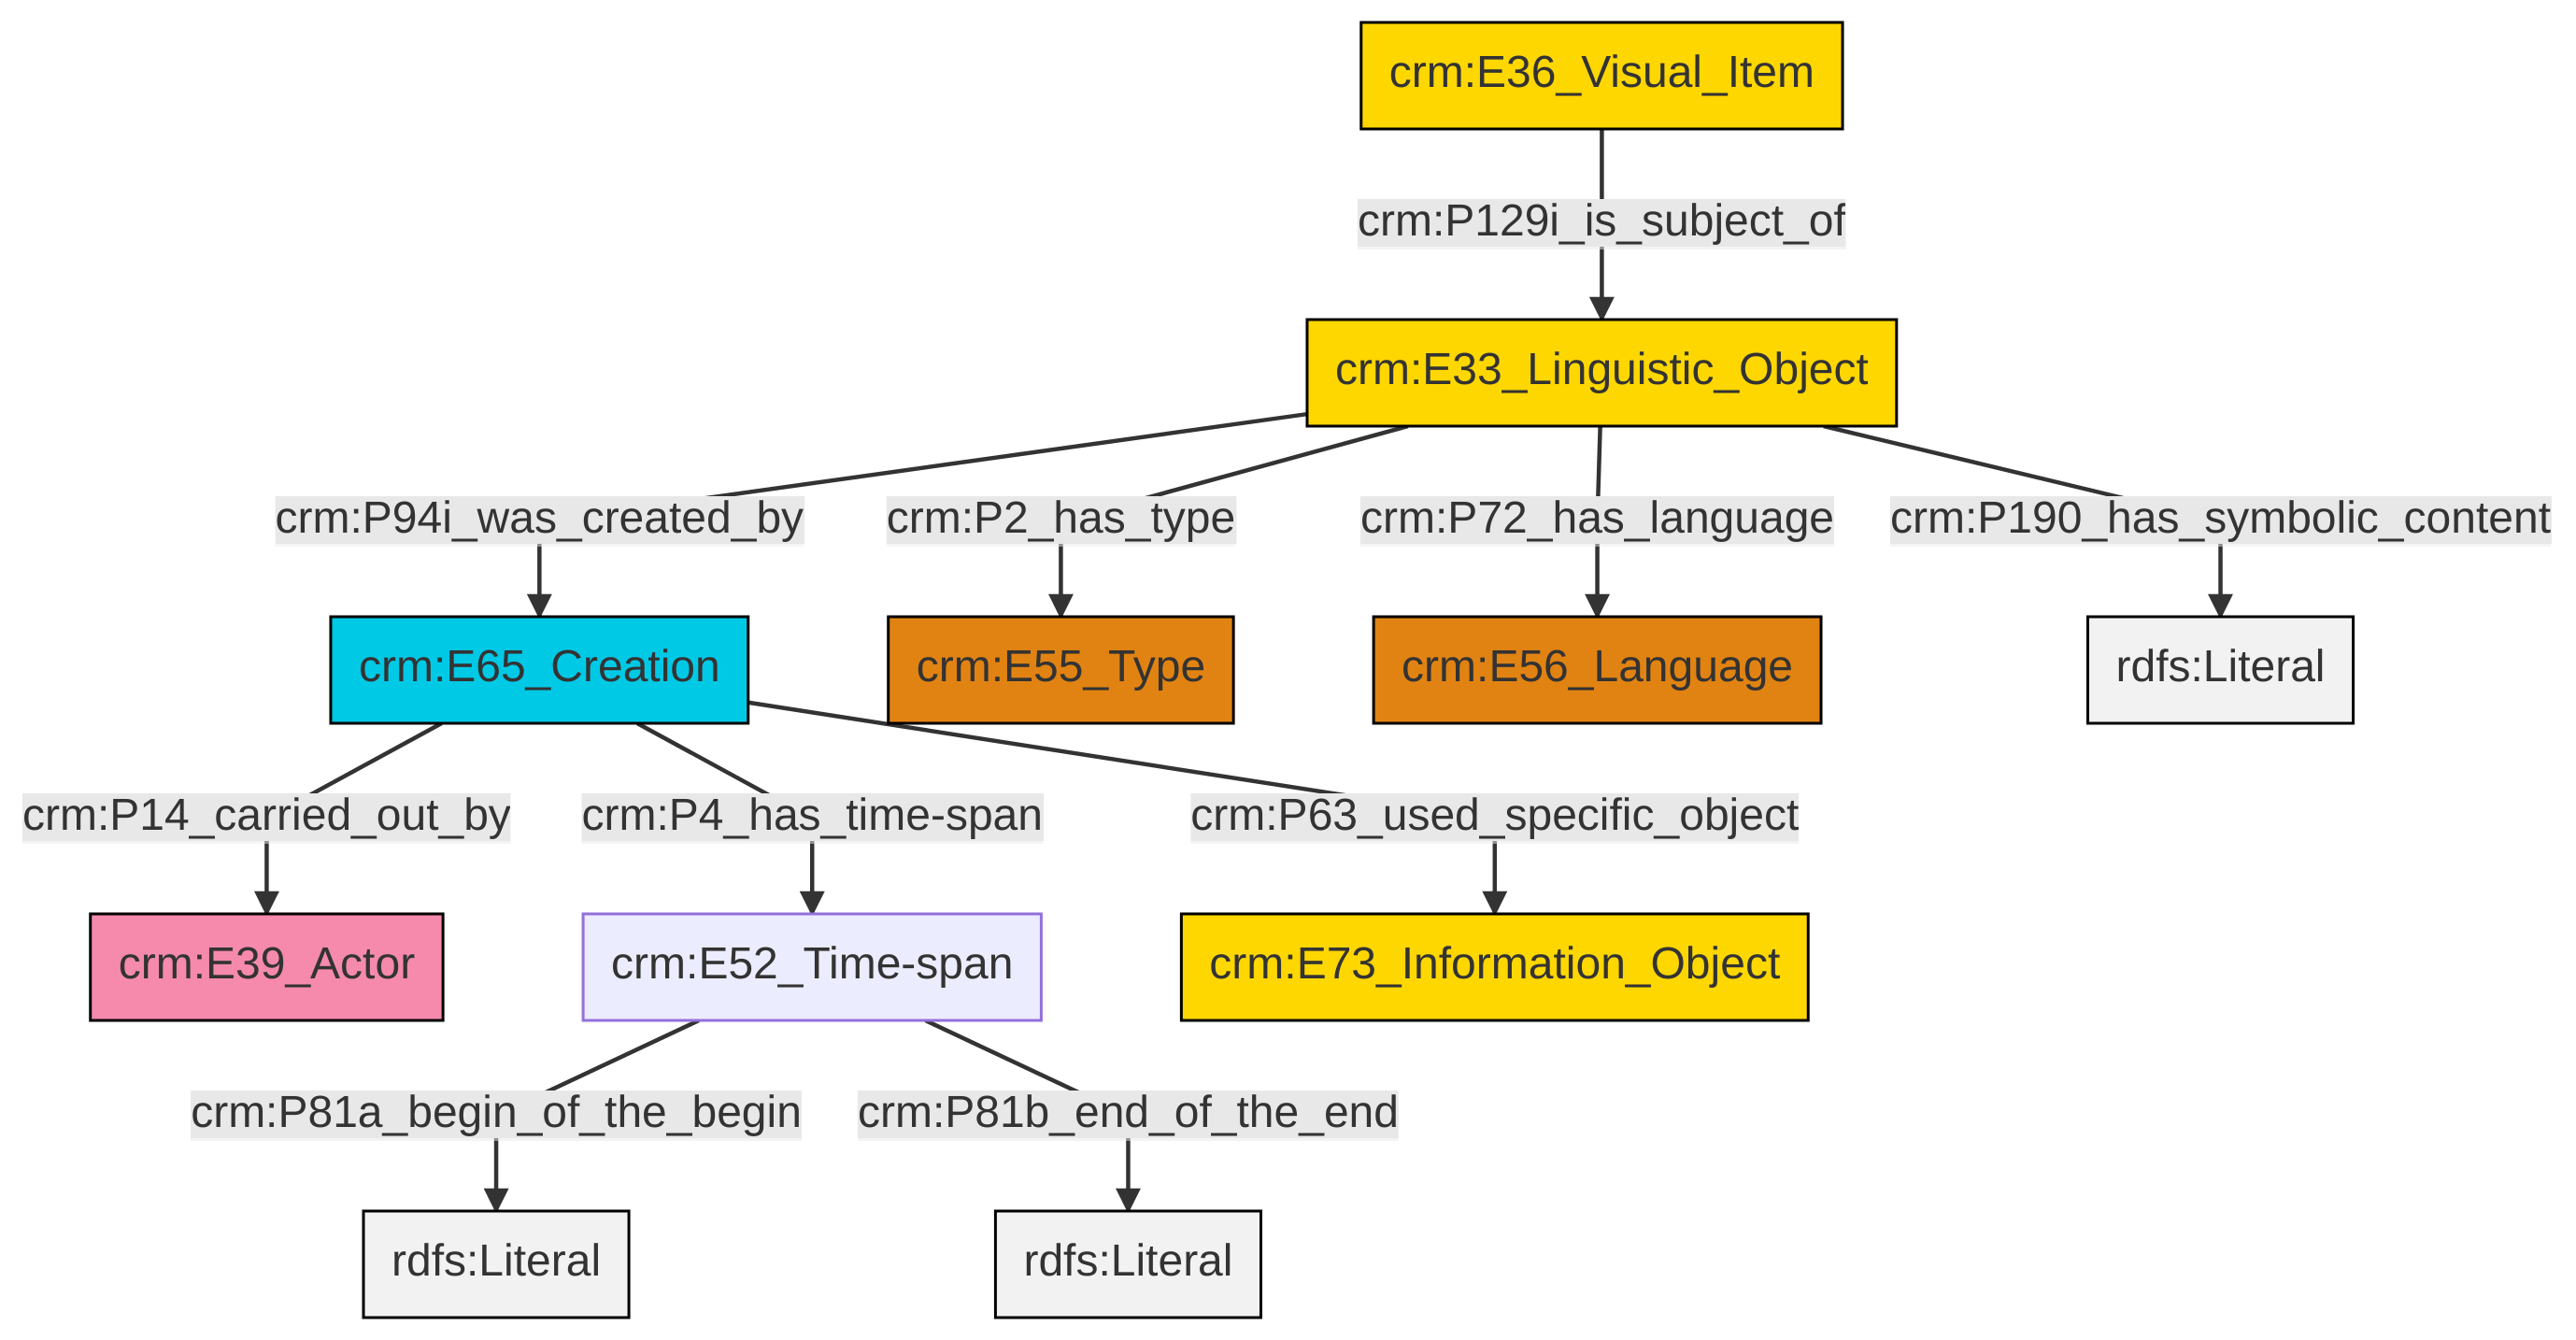 crm:E36_Visual_Item
crm:P129i_is_subject_of
crm:E33_Linguistic_Object
crm:P94i_was_created_by
crm:P2_has_type
crm:P72_has_language
crm:P190_has_symbolic_content
crm:E65_Creation
crm:E55_Type
crm:E56_Language
rdfs:Literal
crm:P14_carried_out_by
crm:P4_has_time-span
crm:P63_used_specific_object
crm:E39_Actor
crm:E52_Time-span
crm:E73_Information_Object
crm:P81a_begin_of_the_begin
crm:P81b_end_of_the_end
rdfs:Literal
rdfs:Literal